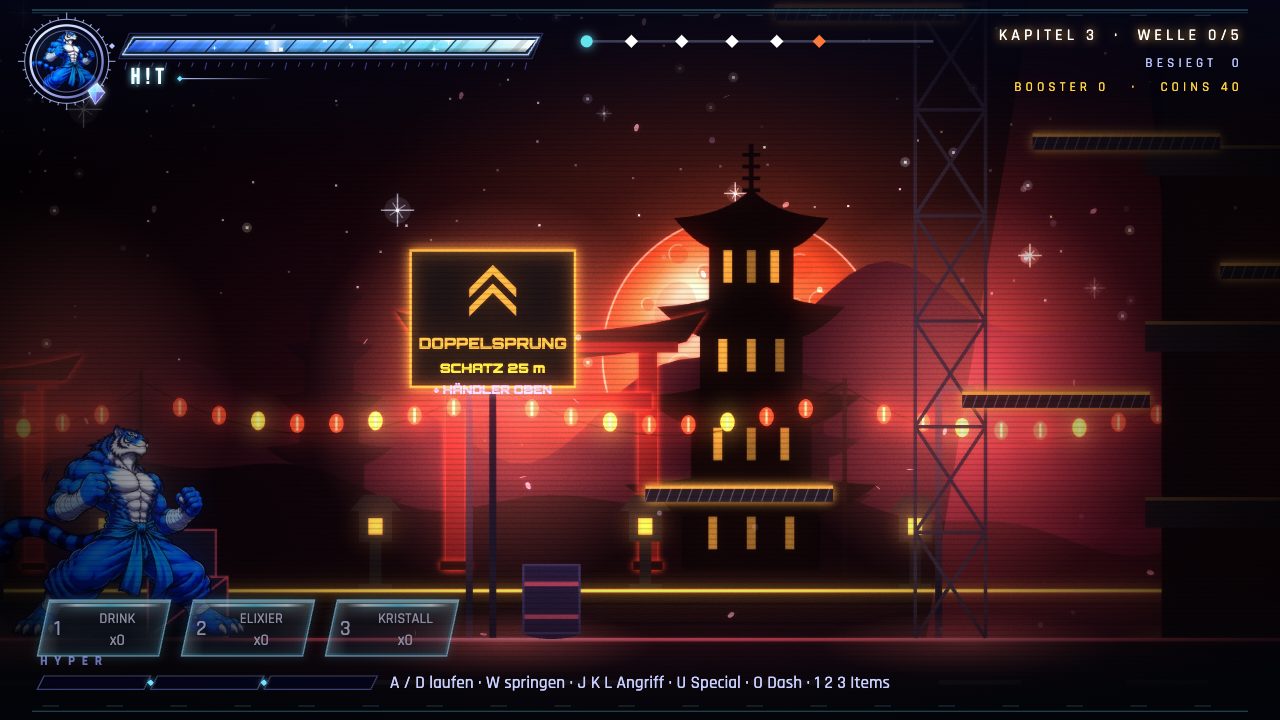 KAPITEL 3 · WELLE 0/5
H!T
BESIEGT 0
BOOSTER 0 · COINS 40
DOPPELSPRUNG
SCHATZ 25 m
• HÄNDLER OBEN
1 DRINK x0
2 ELIXIER x0
3 KRISTALL x0
HYPER
A / D laufen · W springen · J K L Angriff · U Special · O Dash · 1 2 3 Items